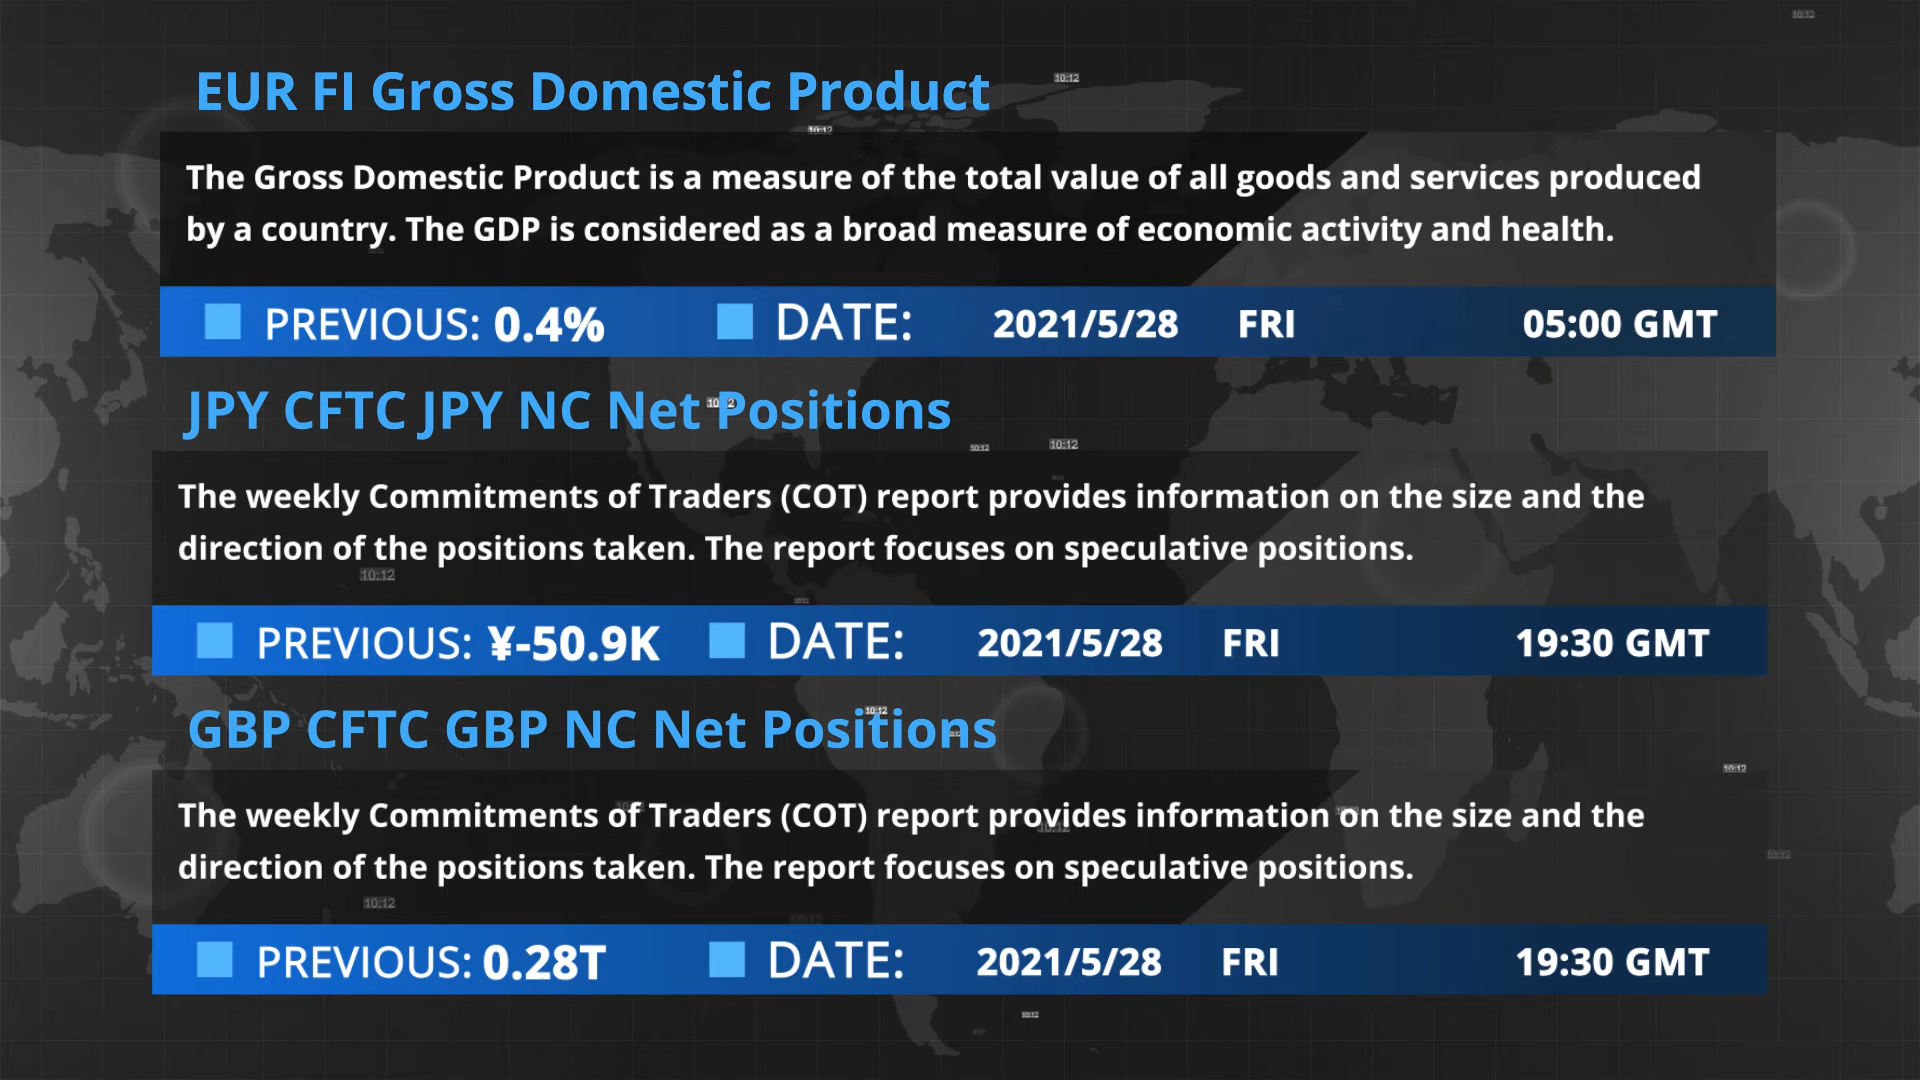 EUR FI Gross Domestic Product
The Gross Domestic Product is a measure of the total value of all goods and services produced
by a country. The GDP is considered as a broad measure of economic activity and health.
PREVIOUS: 0.4% DATE: 2021/5/28 FRI 05:00 GMT
JPY CFTC JPY NC Net Positions
The weekly Commitments of Traders (COT) report provides information on the size and the
direction of the positions taken. The report focuses on speculative positions.
PREVIOUS: ¥-50.9K DATE: 2021/5/28 FRI 19:30 GMT
GBP CFTC GBP NC Net Positions
The weekly Commitments of Traders (COT) report provides information on the size and the
direction of the positions taken. The report focuses on speculative positions.
PREVIOUS: 0.28T DATE: 2021/5/28 FRI 19:30 GMT